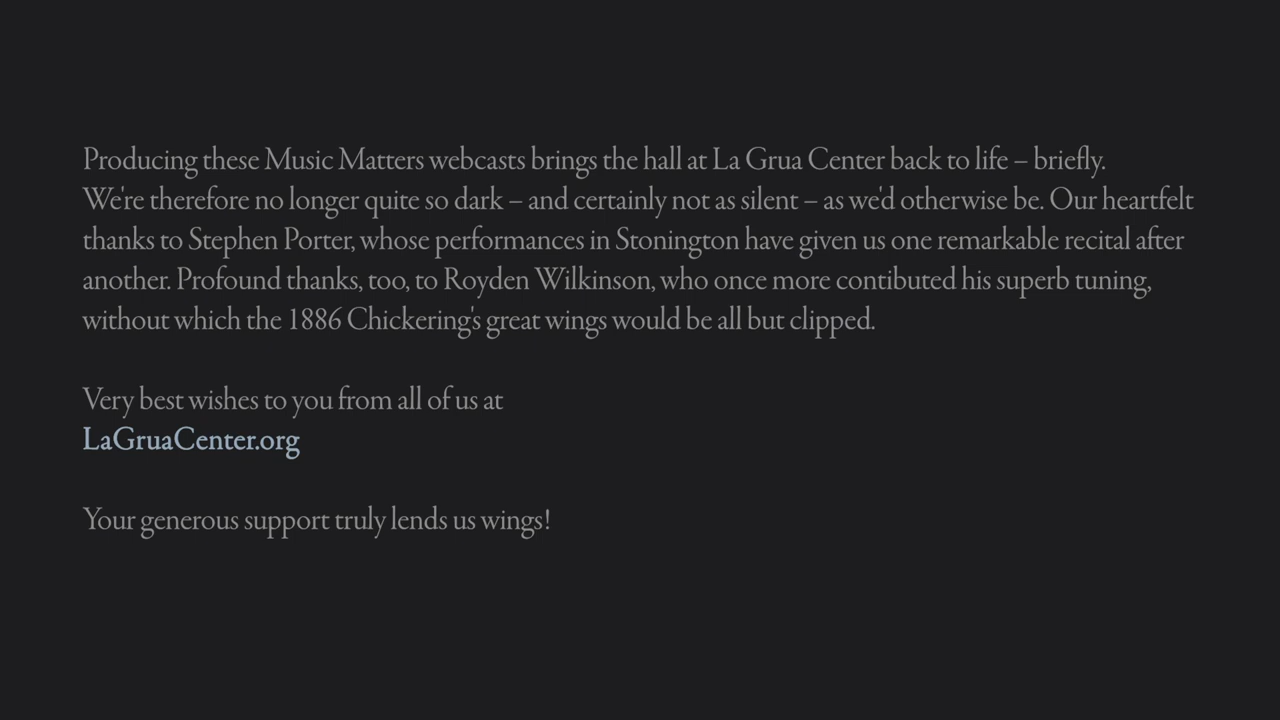 Producing these Music Matters webcasts brings the hall at La Grua Center back to life – briefly.
We're therefore no longer quite so dark – and certainly not as silent – as we'd otherwise be. Our heartfelt
thanks to Stephen Porter, whose performances in Stonington have given us one remarkable recital after
another. Profound thanks, too, to Royden Wilkinson, who once more contibuted his superb tuning,
without which the 1886 Chickering's great wings would be all but clipped.
Very best wishes to you from all of us at
LaGruaCenter.org
Your generous support truly lends us wings!